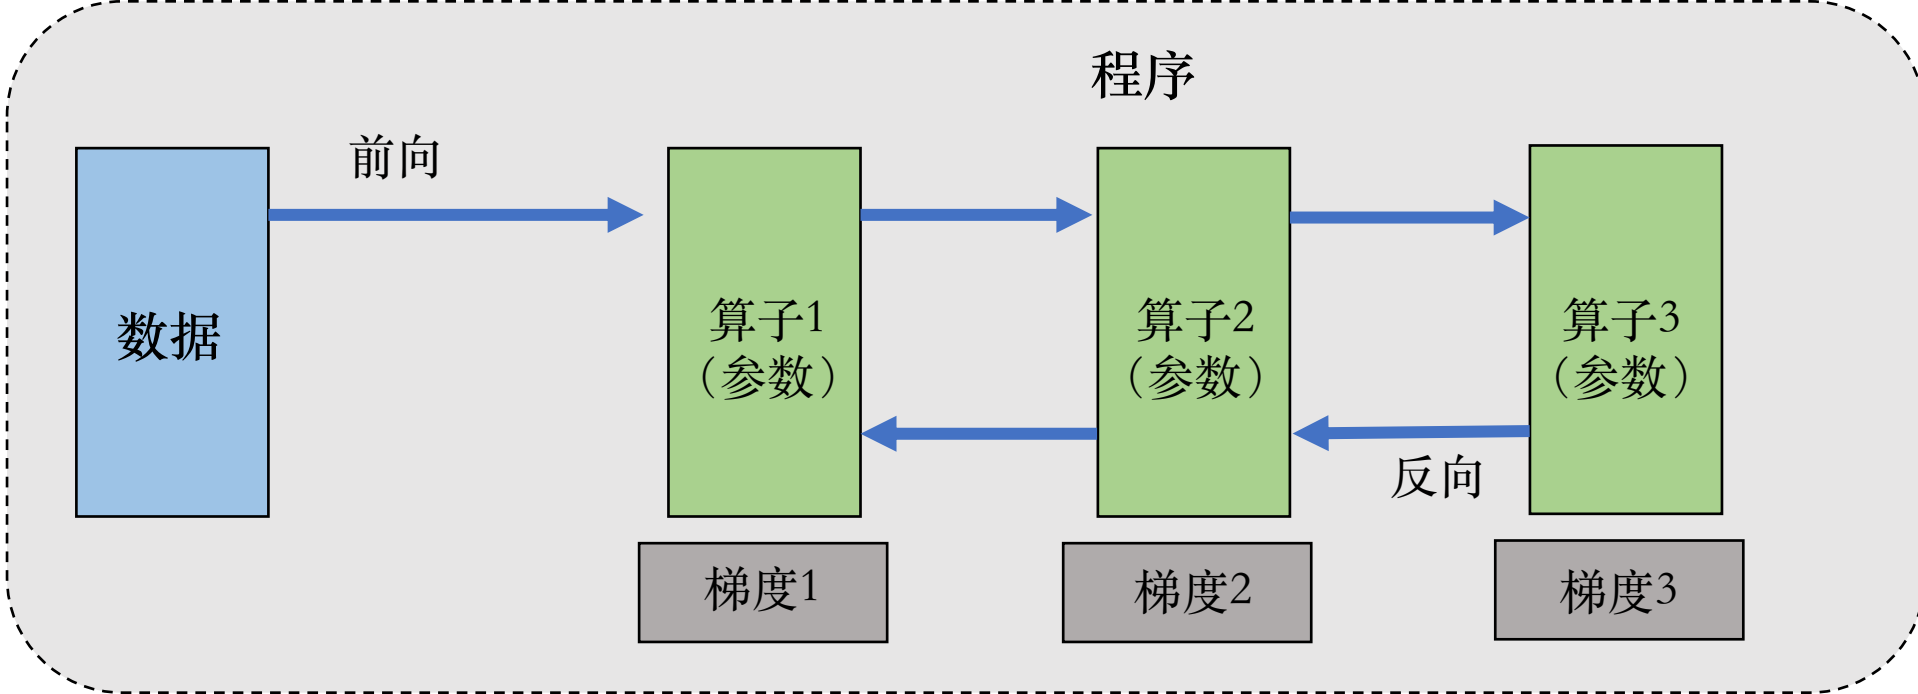 程序
前向
数据
算子1
（参数）
算子2
（参数）
算子3
（参数）
反向
梯度1
梯度2
梯度3